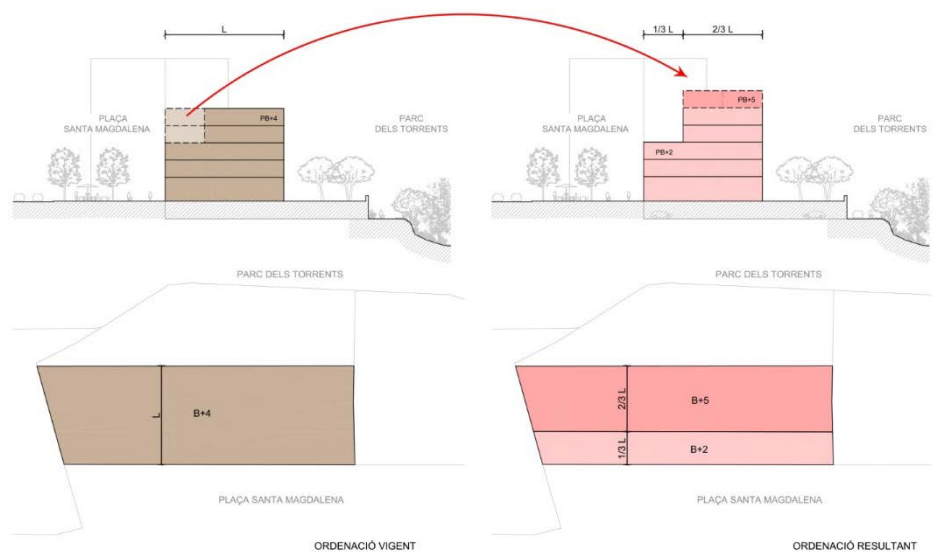 L
1/3 L
2/3 L
PB+4
PLAÇA
SANTA MAGDALENA
PARC
DELS TORRENTS
PB+5
PLAÇA
SANTA MAGDALENA
PB+2
PARC
DELS TORRENTS
PARC DELS TORRENTS
PARC DELS TORRENTS
L
B+4
2/3 L
B+5
1/3 L
B+2
PLAÇA SANTA MAGDALENA
PLAÇA SANTA MAGDALENA
ORDENACIÓ VIGENT
ORDENACIÓ RESULTANT